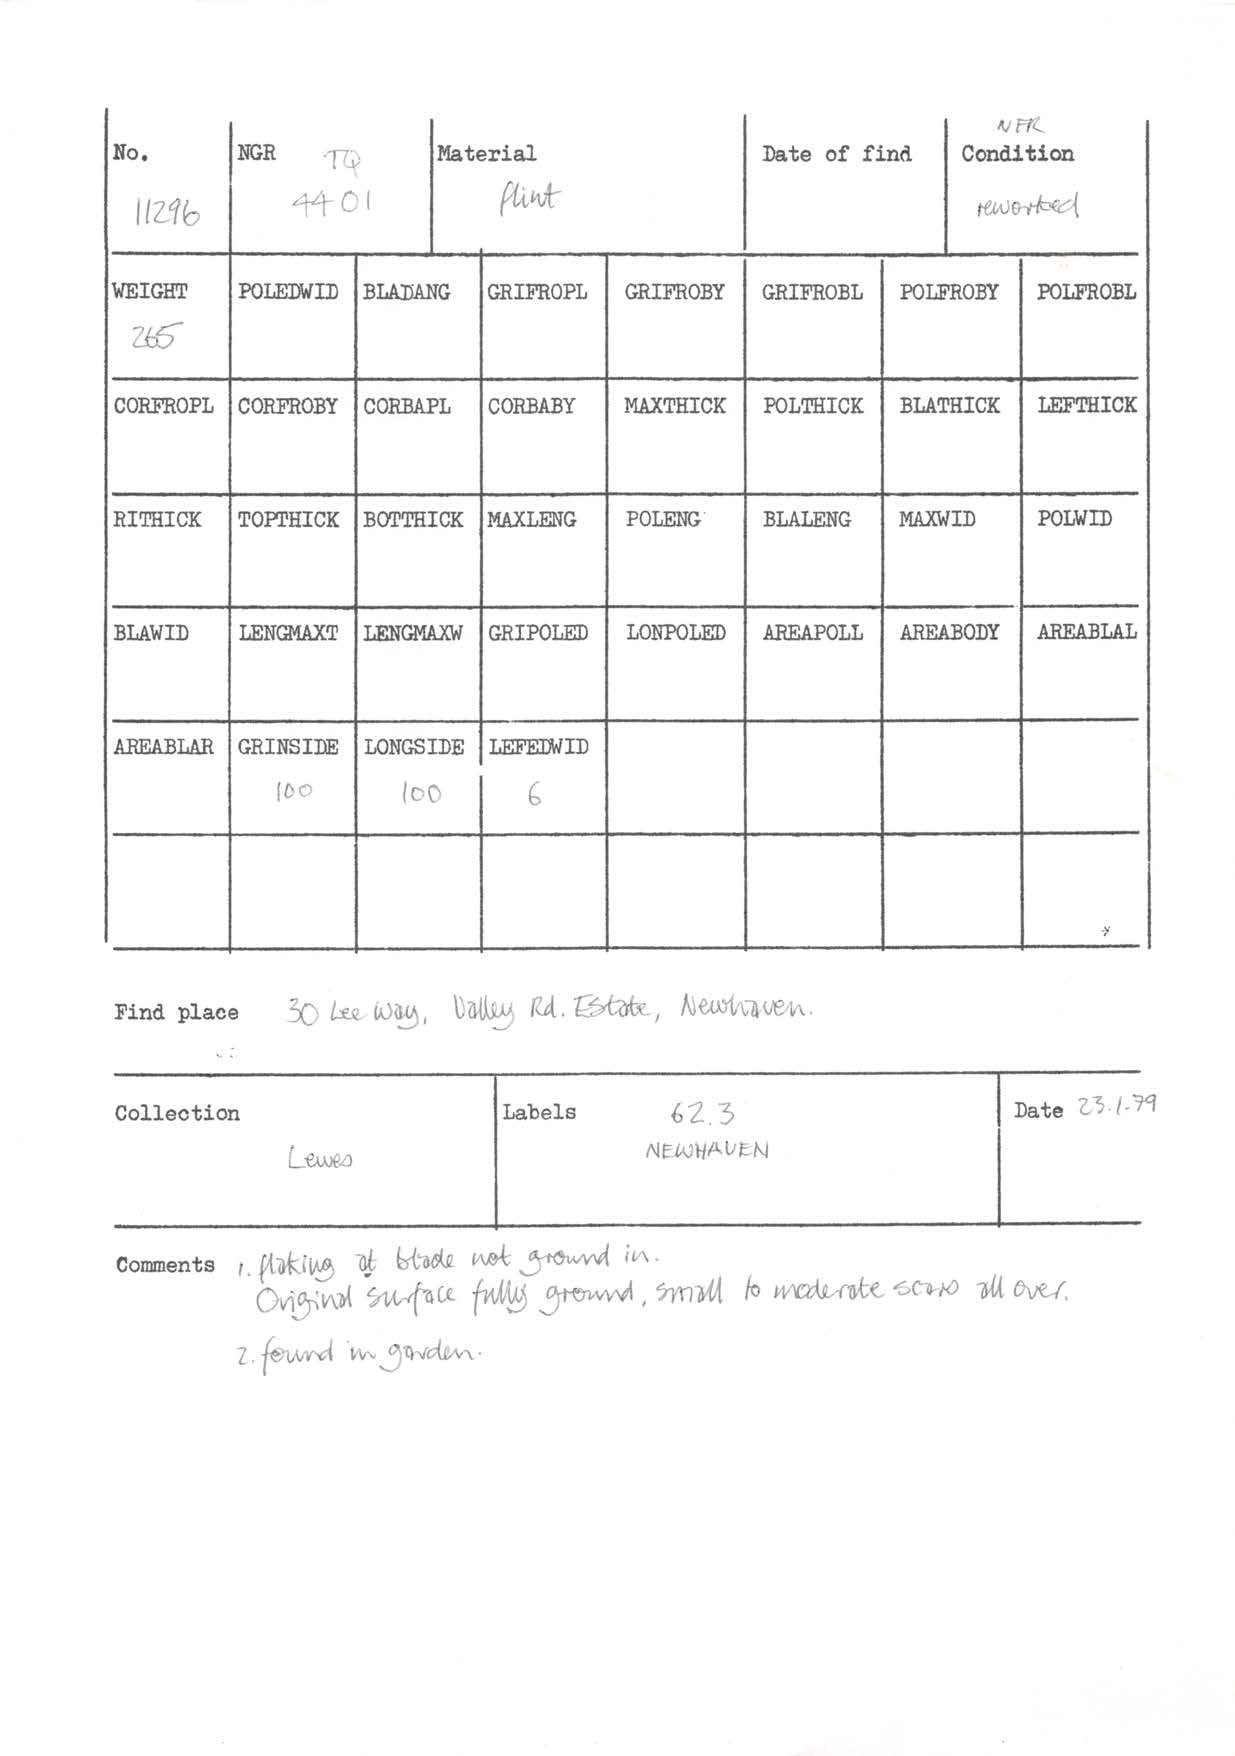 NFR
No. NGR TQ Material Date of find Condition
11296 4401 flint reworked
WEIGHT POLEDWID BLADANG GRIFROPL GRIFROBY GRIFROBL POLFROBY POLFROBL
265
CORFROPL CORFROBY CORBAPL CORBABY MAXTHICK POLTHICK BLATHICK LEFTHICK
RITHICK TOPTHICK BOTTHICK MAXLENG POLENG BLALENG MAXWID POLWID
BLAWID LENGMAXT LENGMAXW GRIPOLED LONPOLED AREAPOLL AREABODY AREABLAL
AREABLAR GRINSIDE LONGSIDE LEFEDWID
100 100 6
Find place 30 Lee Way, Valley Rd. Estate, Newhaven.
Collection Labels 62.3 Date 23.1.79
Lewes NEWHAVEN
Comments 1. flaking at blade not ground in.
Original surface fully ground, small to moderate scars all over.
2. found in garden.